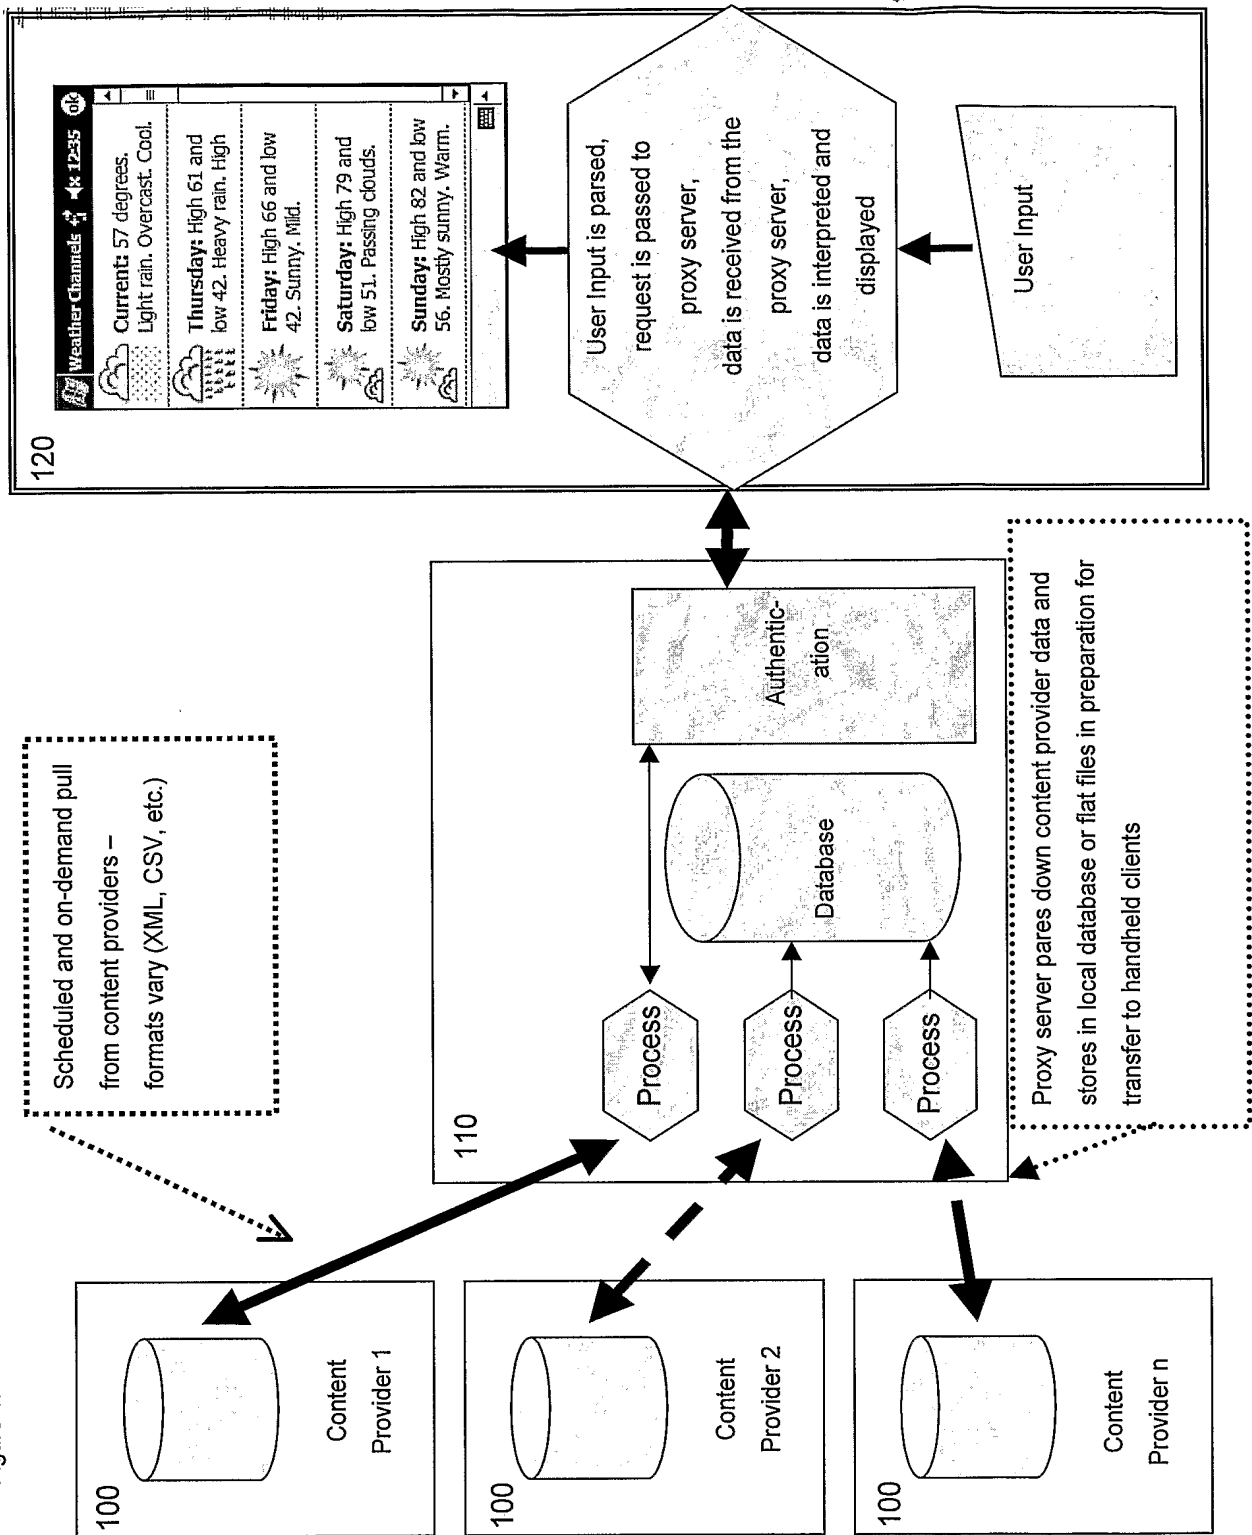 100
Content
Provider 1
100
Content
Provider 2
100
Content
Provider n
Scheduled and on-demand pull
from content providers –
formats vary (XML, CSV, etc.)
110
Process
Process
Process
Database
Authentic-
ation
Proxy server pares down content provider data and
stores in local database or flat files in preparation for
transfer to handheld clients
120
Weather Channels 12:35 ok
Current: 57 degrees.
Light rain. Overcast. Cool.
Thursday: High 61 and
low 42. Heavy rain. High
Friday: High 66 and low
42. Sunny. Mild.
Saturday: High 79 and
low 51. Passing clouds.
Sunday: High 82 and low
56. Mostly sunny. Warm.
User Input is parsed,
request is passed to
proxy server,
data is received from the
proxy server,
data is interpreted and
displayed
User Input